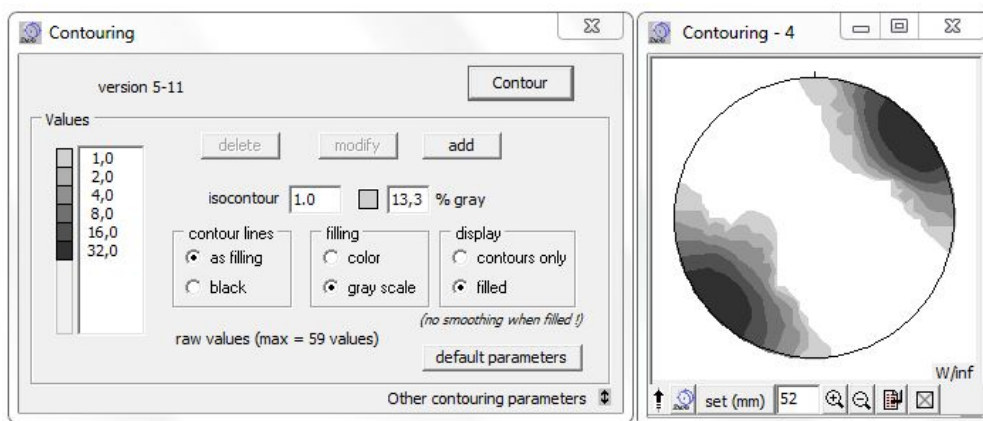 Contouring
version 5-11
Contour
Values
1,0
2,0
4,0
8,0
16,0
32,0
delete modify add
isocontour 1.0 13,3 % gray
contour lines
as filling
black
filling
color
gray scale
display
contours only
filled
(no smoothing when filled !)
raw values (max = 59 values)
default parameters
Other contouring parameters
Contouring - 4
W/inf
set (mm) 52